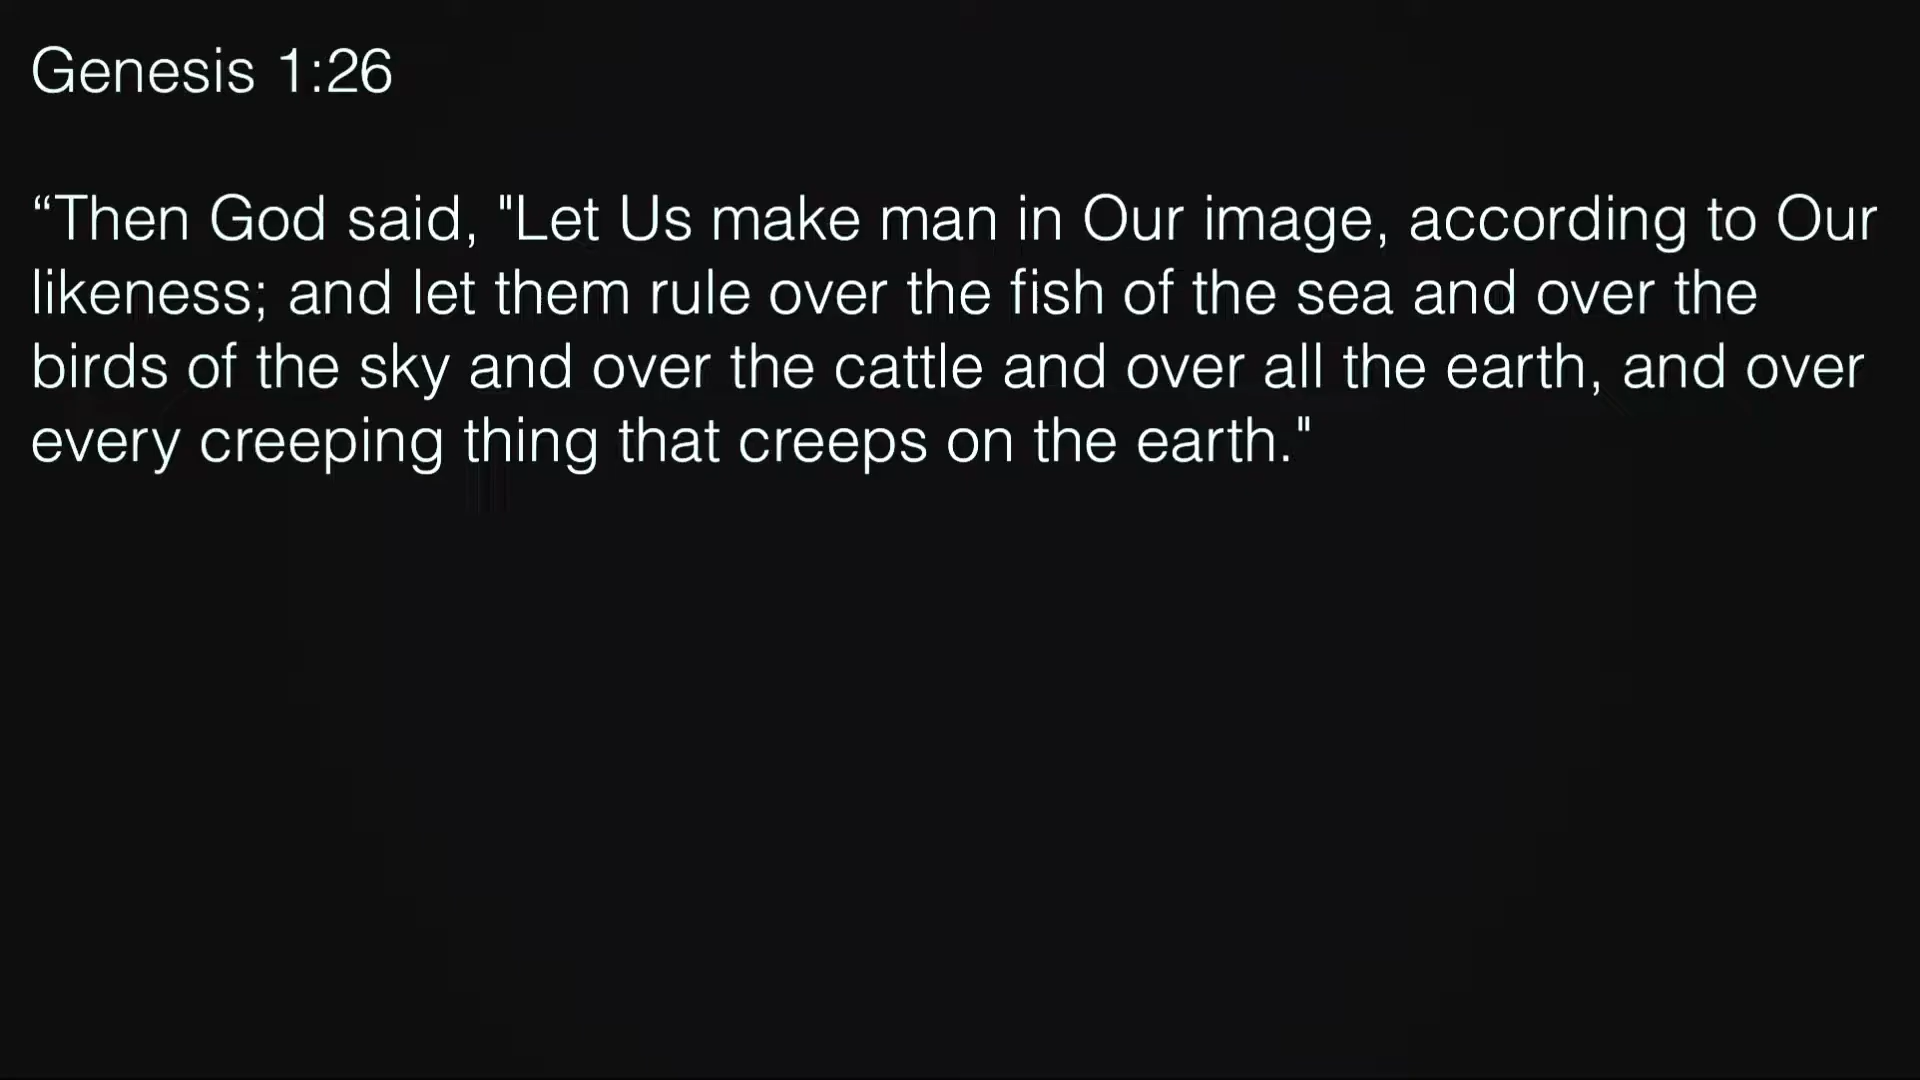 Genesis 1:26
“Then God said, "Let Us make man in Our image, according to Our
likeness; and let them rule over the fish of the sea and over the
birds of the sky and over the cattle and over all the earth, and over
every creeping thing that creeps on the earth."